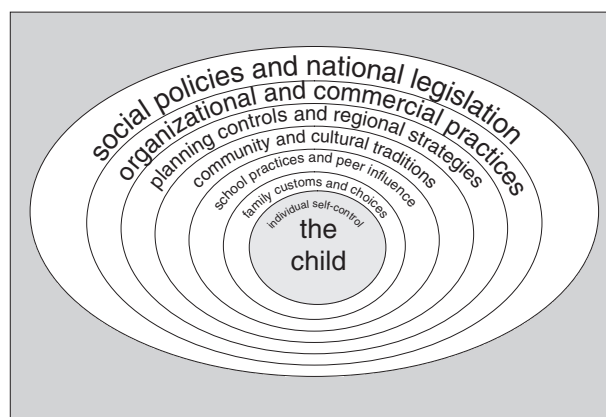 social policies and national legislation
organizational and commercial practices
planning controls and regional strategies
community and cultural traditions
school practices and peer influence
family customs and choices
individual self-control
the
child